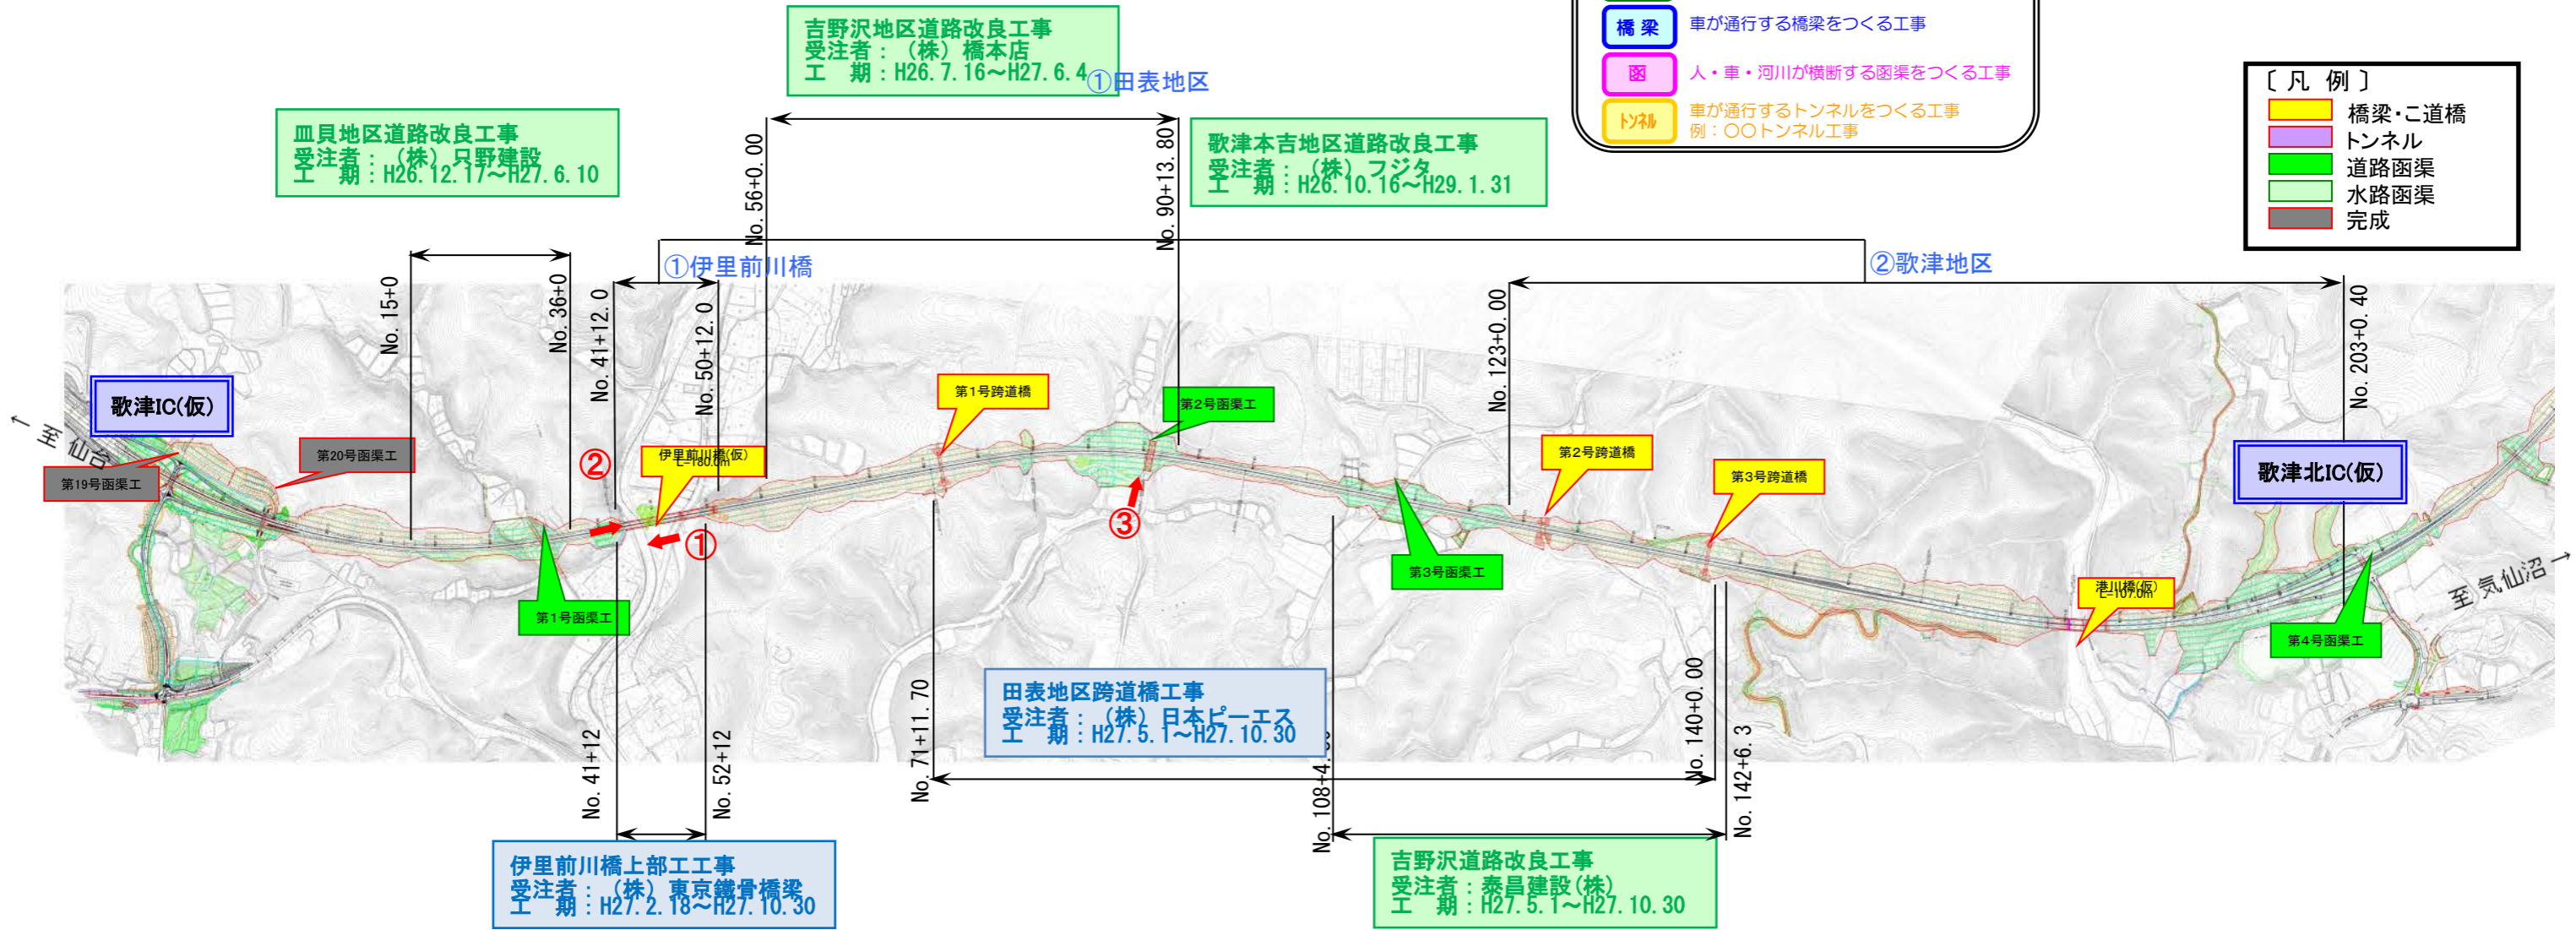 橋 梁
車が通行する橋梁をつくる工事
函
人・車・河川が横断する函渠をつくる工事
トンネル
車が通行するトンネルをつくる工事
例：〇〇トンネル工事
〔 凡 例 〕
橋梁・こ道橋
トンネル
道路函渠
水路函渠
完成
吉野沢地区道路改良工事
受注者：（株）橋本店
工　期：H26.7.16～H27.6.4
①田表地区
皿貝地区道路改良工事
受注者：（株）只野建設
工　期：H26.12.17～H27.6.10
歌津本吉地区道路改良工事
受注者：（株）フジタ
工　期：H26.10.16～H29.1.31
No. 56+0. 00
No. 90+13. 80
①伊里前川橋
②歌津地区
No. 15+0
No. 36+0
No. 41+12. 0
No. 50+12. 0
No. 123+0. 00
No. 203+0. 40
歌津IC(仮)
← 至 仙台
第19号函渠工
第20号函渠工
②
伊里前川橋(仮)
L=180.0m
①
第1号函渠工
第1号跨道橋
第2号函渠工
③
第3号函渠工
第2号跨道橋
第3号跨道橋
港川橋(仮)
L=107.0m
歌津北IC(仮)
至 気仙沼 →
第4号函渠工
No. 41+12
No. 52+12
No. 71+11. 70
No. 108+4.
No. 140+0. 00
No. 142+6. 3
田表地区跨道橋工事
受注者：（株）日本ピーエス
工　期：H27.5.1～H27.10.30
伊里前川橋上部工工事
受注者：（株）東京鐵骨橋梁
工　期：H27.2.18～H27.10.30
吉野沢道路改良工事
受注者：泰昌建設(株)
工　期：H27.5.1～H27.10.30